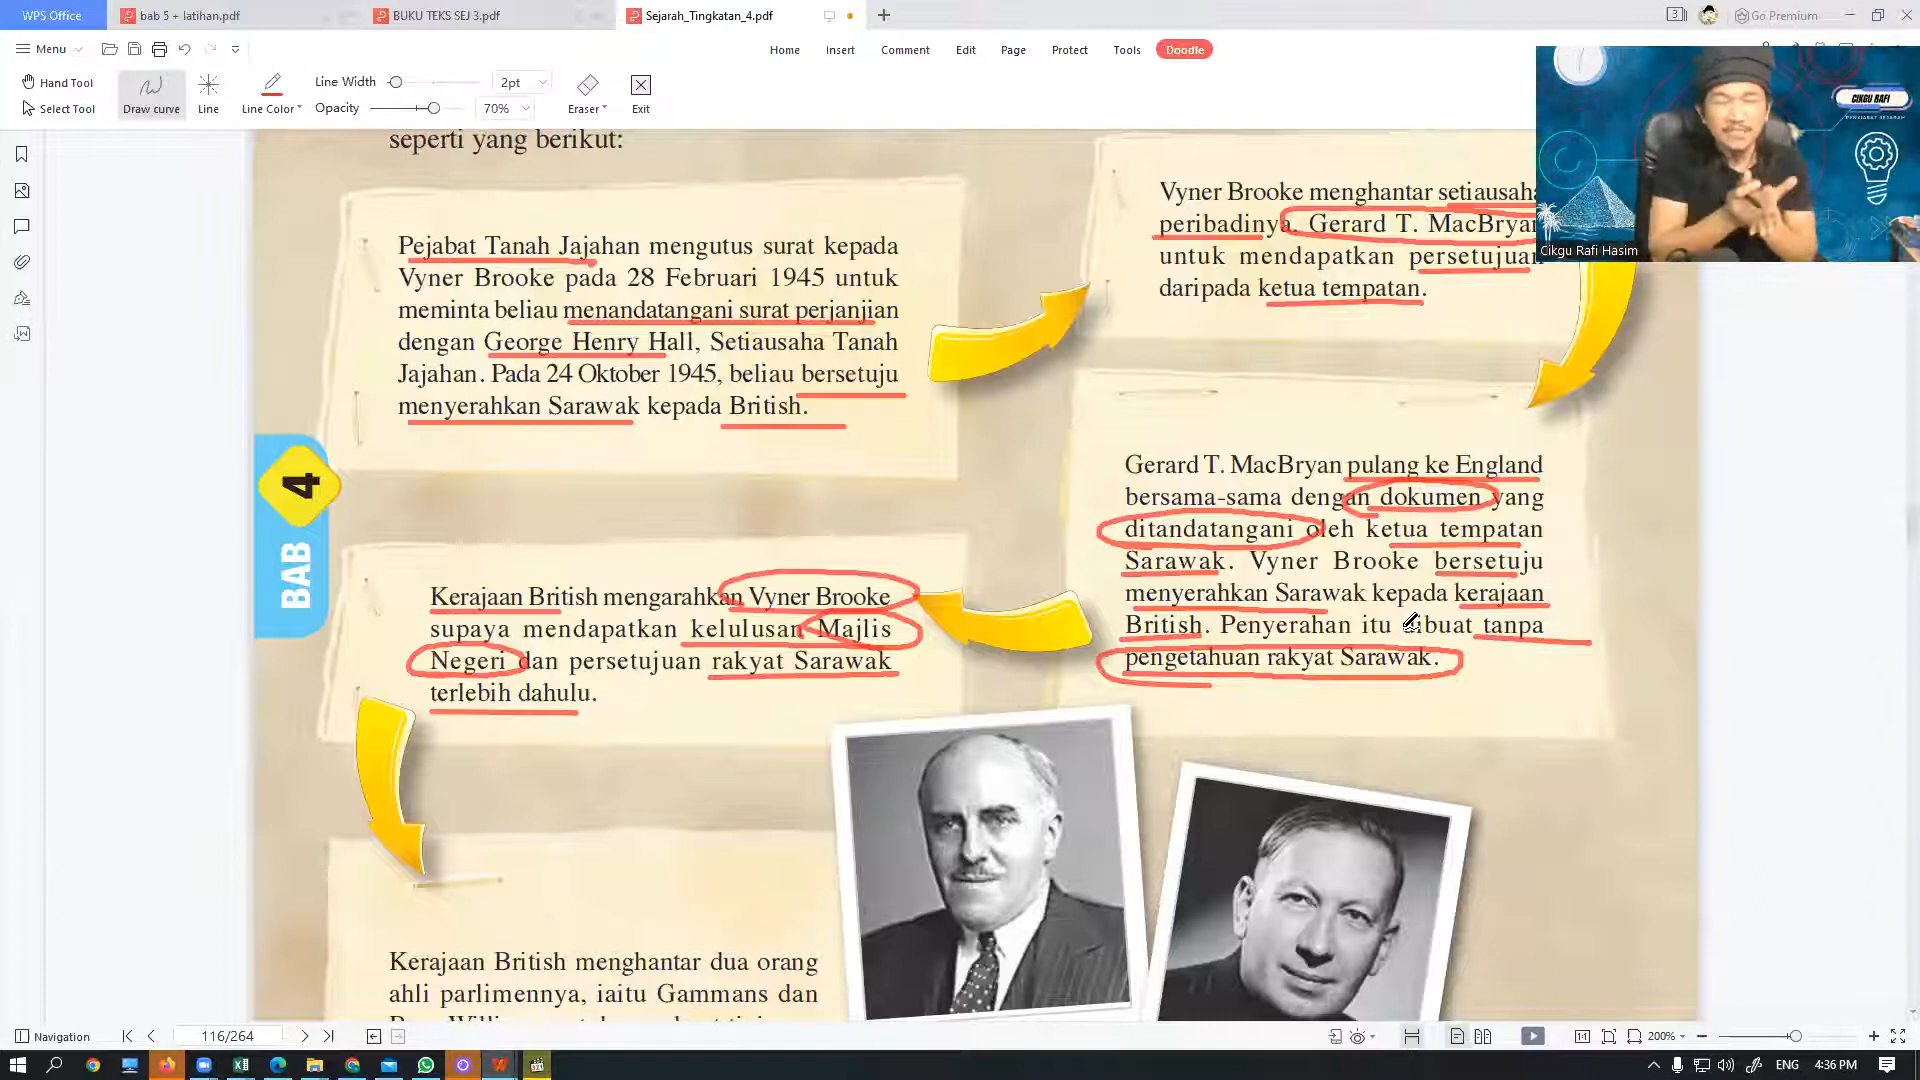 WPS Office
bab 5 + latihan.pdf
BUKU TEKS SEJ 3.pdf
Sejarah_Tingkatan_4.pdf
3
Go Premium
Menu
Home
Insert
Comment
Edit
Page
Protect
Tools
Doodle
Hand Tool
Select Tool
Draw curve
Line
Line Color
Line Width
2pt
Opacity
70%
Eraser
Exit
CIKGU RAFI
PENYIASAT SEJARAH
Cikgu Rafi Hasim
seperti yang berikut:
Pejabat Tanah Jajahan mengutus surat kepada
Vyner Brooke pada 28 Februari 1945 untuk
meminta beliau menandatangani surat perjanjian
dengan George Henry Hall, Setiausaha Tanah
Jajahan. Pada 24 Oktober 1945, beliau bersetuju
menyerahkan Sarawak kepada British.
Vyner Brooke menghantar setiausaha
peribadinya, Gerard T. MacBryan
untuk mendapatkan persetujuan
daripada ketua tempatan.
Gerard T. MacBryan pulang ke England
bersama-sama dengan dokumen yang
ditandatangani oleh ketua tempatan
Sarawak. Vyner Brooke bersetuju
menyerahkan Sarawak kepada kerajaan
British. Penyerahan itu dibuat tanpa
pengetahuan rakyat Sarawak.
BAB 4
Kerajaan British mengarahkan Vyner Brooke
supaya mendapatkan kelulusan Majlis
Negeri dan persetujuan rakyat Sarawak
terlebih dahulu.
Kerajaan British menghantar dua orang
ahli parlimennya, iaitu Gammans dan
Navigation
116/264
200%
ENG
4:36 PM